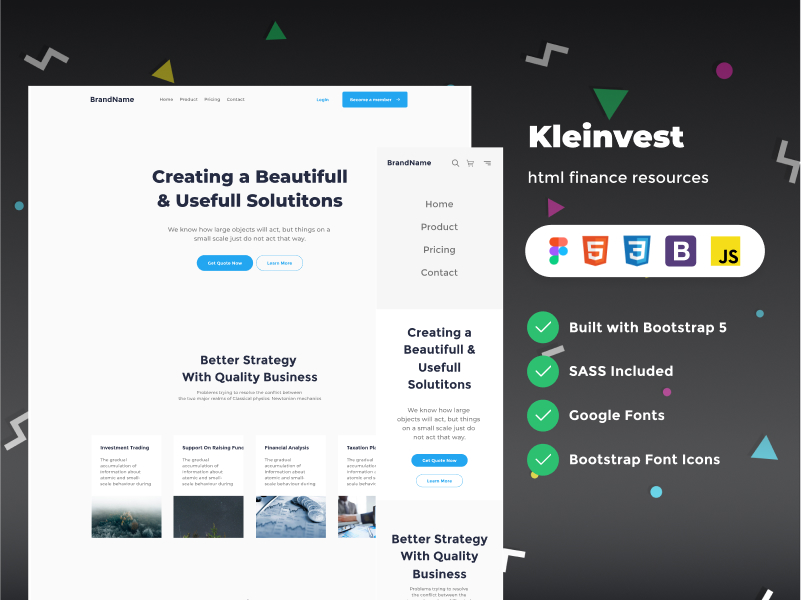 BrandName
Home Product Pricing Contact
Login
Become a member
Creating a Beautifull
& Usefull Solutitons
We know how large objects will act, but things on a
small scale just do not act that way.
Get Quote Now
Learn More
Better Strategy
With Quality Business
Problems trying to resolve the conflict between
the two major realms of Classical physics: Newtonian mechanics
Investment Trading
The gradual
accumulation of
information about
atomic and small-
scale behaviour during
Support On Raising Func
The gradual
accumulation of
information about
atomic and small-
scale behaviour during
Financial Analysis
The gradual
accumulation of
information about
atomic and small-
scale behaviour during
Taxation Pla
The gradual
accumulation
information
atomic and s
scale behavi
BrandName
Home
Product
Pricing
Contact
Creating a
Beautifull &
Usefull
Solutitons
We know how large
objects will act, but things
on a small scale just do
not act that way.
Get Quote Now
Learn More
Better Strategy
With Quality
Business
Problems trying to resolve
the conflict between the
Kleinvest
html finance resources
5
3
B
JS
Built with Bootstrap 5
SASS Included
Google Fonts
Bootstrap Font Icons